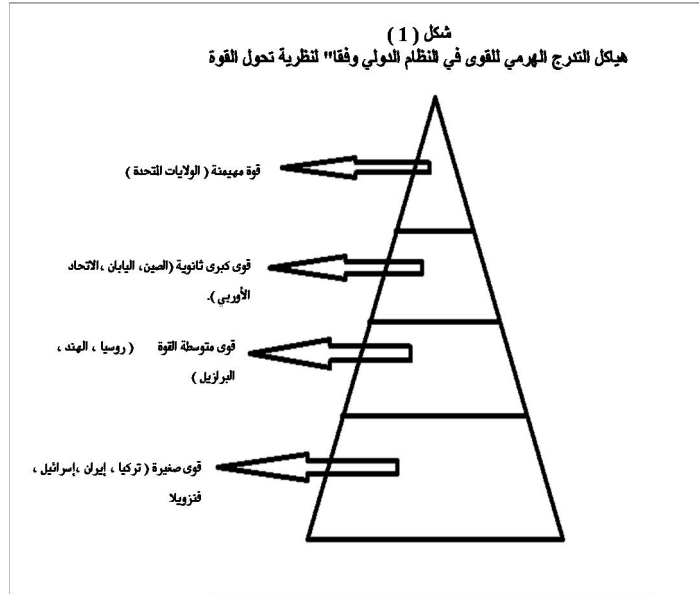 شكل ( 1 )
هياكل التدرج الهرمي للقوى في النظام الدولي وفقا" لنظرية تحول القوة
قوة مهيمنة ( الولايات المتحدة )
قوى كبرى ثانوية (الصين، اليابان ،الاتحاد
الأوربي ).
قوى متوسطة القوة ( روسيا ، الهند ،
البرازيل )
قوى صغيرة ( تركيا ، إيران ،إسرائيل ،
فنزويلا